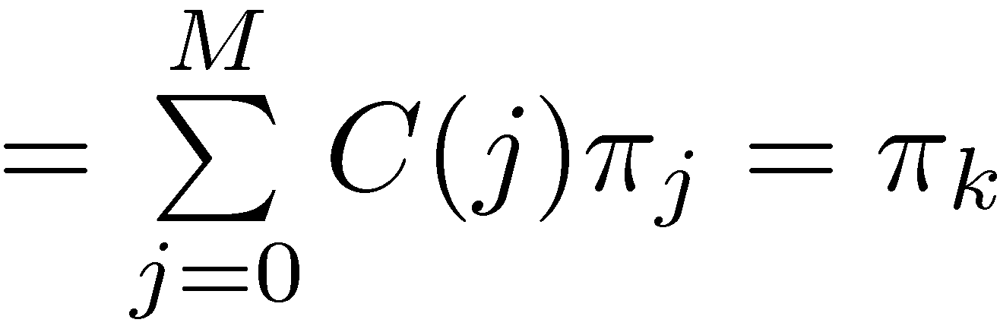 $= \sum_{j=0}^{M} C(j)\pi_j = \pi_k$